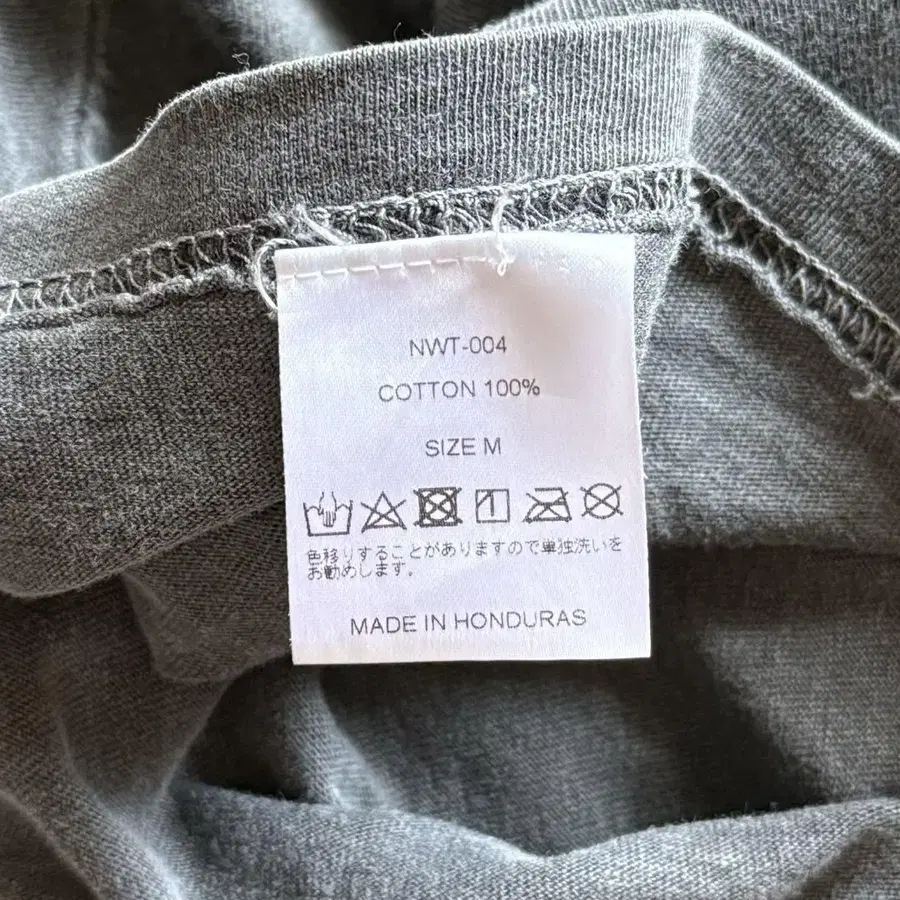 NWT-004
COTTON 100%
SIZE M
色移りすることがありますので単独洗いを
お勧めします。
MADE IN HONDURAS